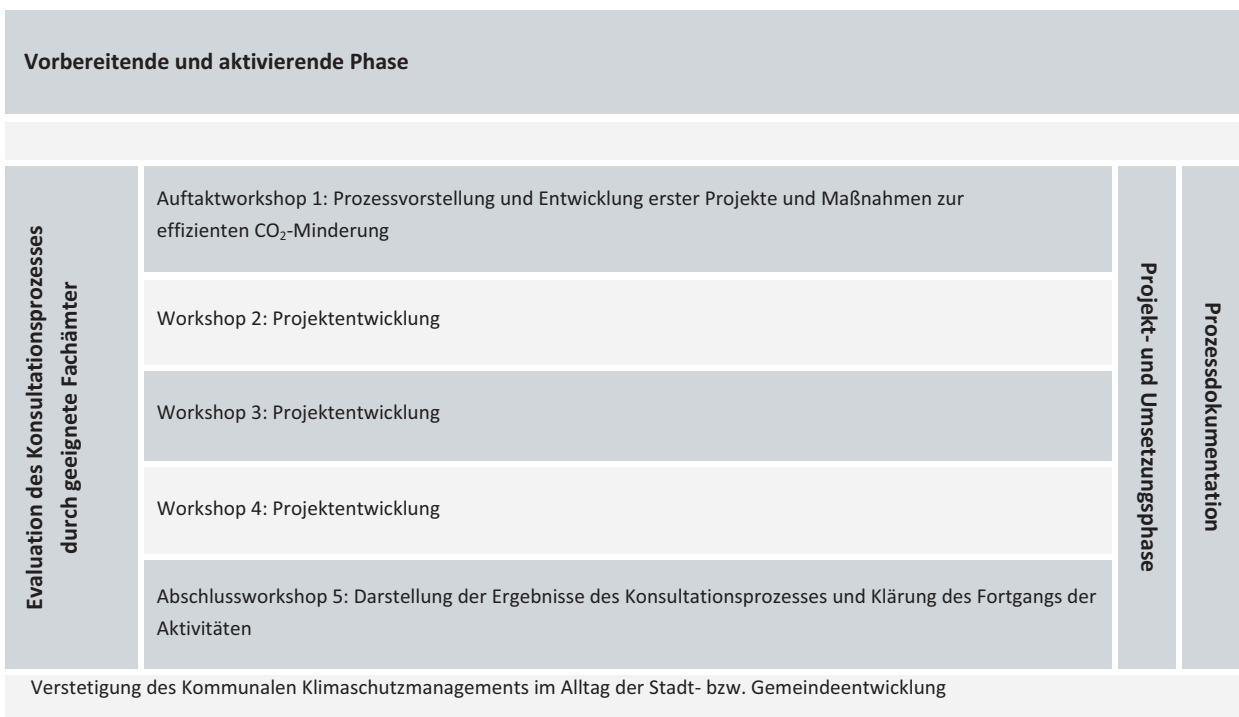 Vorbereitende und aktivierende Phase
Evaluation des Konsultationsprozesses
durch geeignete Fachämter
Auftaktworkshop 1: Prozessvorstellung und Entwicklung erster Projekte und Maßnahmen zur
effizienten CO₂-Minderung
Workshop 2: Projektentwicklung
Workshop 3: Projektentwicklung
Workshop 4: Projektentwicklung
Abschlussworkshop 5: Darstellung der Ergebnisse des Konsultationsprozesses und Klärung des Fortgangs der
Aktivitäten
Projekt- und Umsetzungsphase
Prozessdokumentation
Verstetigung des Kommunalen Klimaschutzmanagements im Alltag der Stadt- bzw. Gemeindeentwicklung